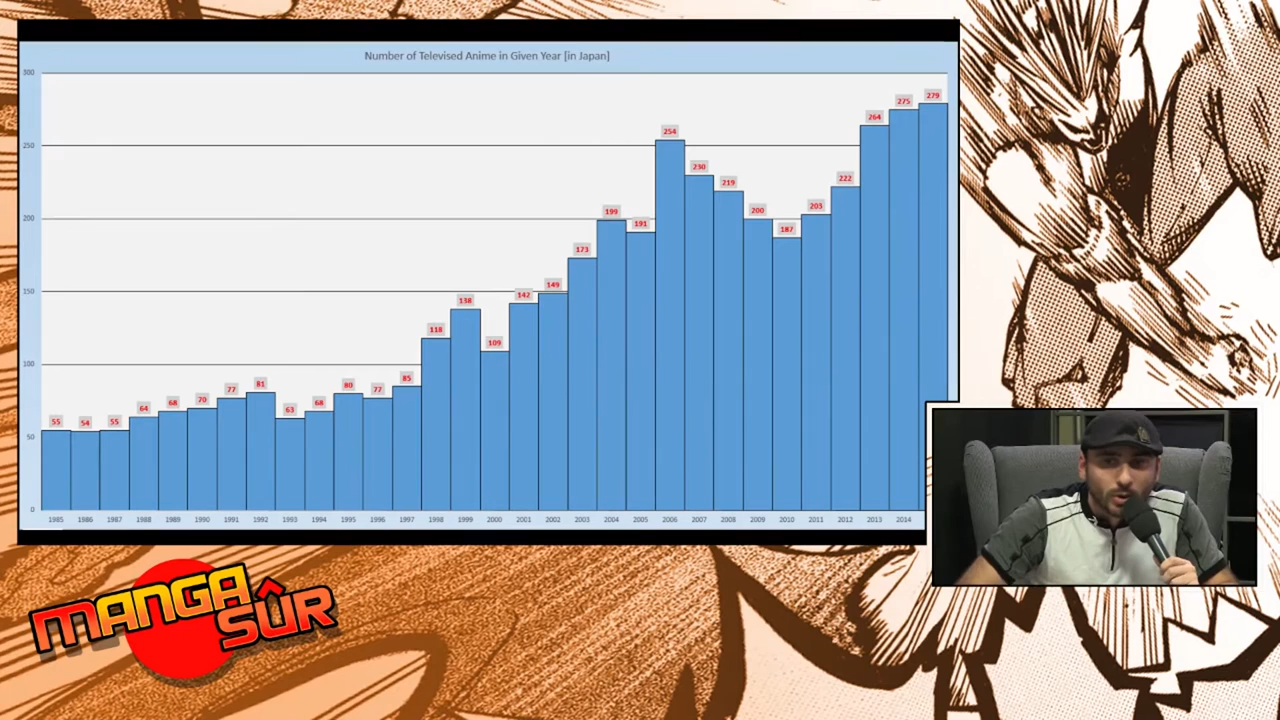 Number of Televised Anime in Given Year [in Japan]
300
250
200
150
100
50
0
55 54 55 64 68 70 77 81 63 68 80 77 85 118 138 109 142 149 173 199 191 254 230 219 200 187 203 222 264 275 279
1985 1986 1987 1988 1989 1990 1991 1992 1993 1994 1995 1996 1997 1998 1999 2000 2001 2002 2003 2004 2005 2006 2007 2008 2009 2010 2011 2012 2013 2014
MANGA
SÛR